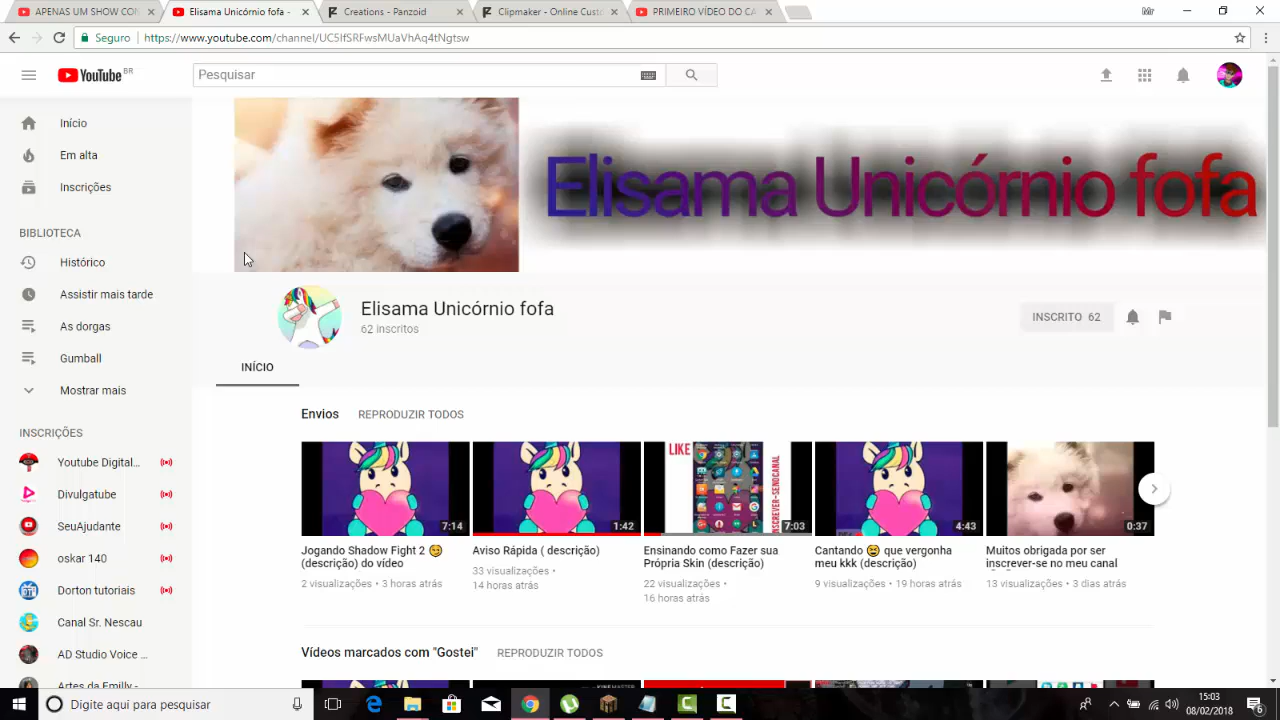 APENAS UM SHOW COM
Elisama Unicórnio fofa -
Creations - Panzoid
Clipmaker - Online Custo
PRIMEIRO VÍDEO DO CA
Seguro
https://www.youtube.com/channel/UC5IfSRFwsMUaVhAq4tNgtsw
YouTube BR
Pesquisar
Início
Em alta
Inscrições
BIBLIOTECA
Histórico
Assistir mais tarde
As dorgas
Gumball
Mostrar mais
INSCRIÇÕES
Youtube Digital...
Divulgatube
SeuAjudante
oskar 140
Dorton tutoriais
Canal Sr. Nescau
AD Studio Voice ...
Artes da Emilly -
Elisama Unicórnio fofa
Elisama Unicórnio fofa
62 inscritos
INSCRITO 62
INÍCIO
Envios REPRODUZIR TODOS
7:14
1:42
LIKE
INSCREVER-SENDCANAL
7:03
4:43
0:37
Jogando Shadow Fight 2 😊
(descrição) do vídeo
2 visualizações • 3 horas atrás
Aviso Rápida ( descrição)
33 visualizações •
14 horas atrás
Ensinando como Fazer sua
Própria Skin (descrição)
22 visualizações •
16 horas atrás
Cantando 😆 que vergonha
meu kkk (descrição)
9 visualizações • 19 horas atrás
Muitos obrigada por ser
inscrever-se no meu canal
13 visualizações • 3 dias atrás
Vídeos marcados com "Gostei" REPRODUZIR TODOS
Digite aqui para pesquisar
15:03
08/02/2018
6